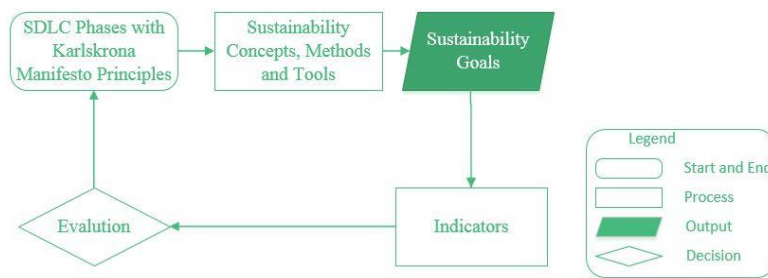 SDLC Phases with
Karlskrona
Manifesto Principles
Sustainability
Concepts, Methods
and Tools
Sustainability
Goals
Evalution
Indicators
Legend
Start and End
Process
Output
Decision